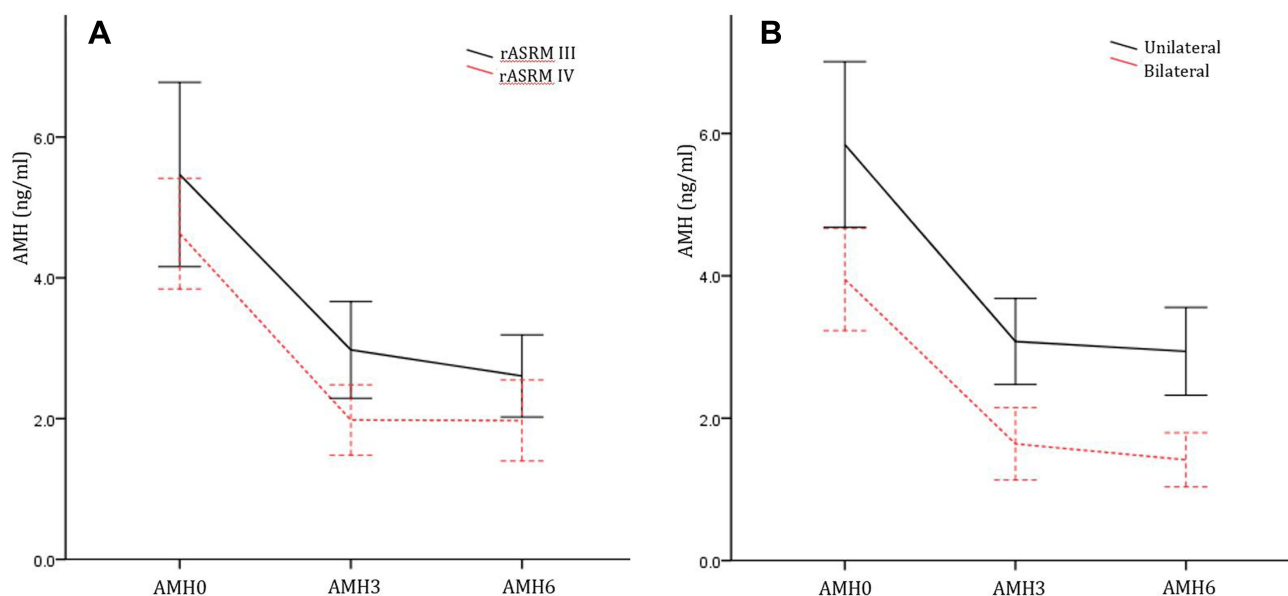 A
rASRM III
rASRM IV
AMH (ng/ml)
6.0
4.0
2.0
0.0
AMH0
AMH3
AMH6
B
Unilateral
Bilateral
AMH (ng/ml)
6.0
4.0
2.0
0.0
AMH0
AMH3
AMH6